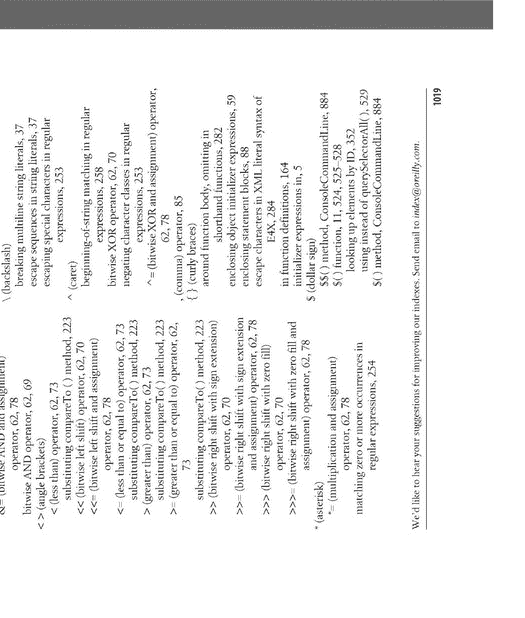 &= (bitwise AND and assignment)
operator, 62, 78
bitwise AND operator, 62, 69
< > (angle brackets)
< (less than) operator, 62, 73
substituting compareTo ( ) method, 223
<< (bitwise left shift) operator, 62, 70
<<= (bitwise left shift and assignment)
operator, 62, 78
<= (less than or equal to) operator, 62, 73
substituting compareTo( ) method, 223
> (greater than) operator, 62, 73
substituting compareTo( ) method, 223
>= (greater than or equal to) operator, 62,
73
substituting compareTo( ) method, 223
>> (bitwise right shift with sign extension)
operator, 62, 70
>>= (bitwise right shift with sign extension
and assignment) operator, 62, 78
>>> (bitwise right shift with zero fill)
operator, 62, 70
>>>= (bitwise right shift with zero fill and
assignment) operator, 62, 78
* (asterisk)
*= (multiplication and assignment)
operator, 62, 78
matching zero or more occurrences in
regular expressions, 254
\ (backslash)
breaking multiline string literals, 37
escape sequences in string literals, 37
escaping special characters in regular
expressions, 253
^ (caret)
beginning-of-string matching in regular
expressions, 258
bitwise XOR operator, 62, 70
negating character classes in regular
expressions, 253
^= (bitwise XOR and assignment) operator,
62, 78
, (comma) operator, 85
{ } (curly braces)
around function body, omitting in
shorthand functions, 282
enclosing object initializer expressions, 59
enclosing statement blocks, 88
escape characters in XML literal syntax of
E4X, 284
in function definitions, 164
initializer expressions in, 5
$ (dollar sign)
$$( ) method, ConsoleCommandLine, 884
$( ) function, 11, 524, 525–528
looking up elements by ID, 352
using instead of querySelectorAll( ), 529
$( ) method, ConsoleCommandLine, 884
We'd like to hear your suggestions for improving our indexes. Send email to index@oreilly.com.
1019